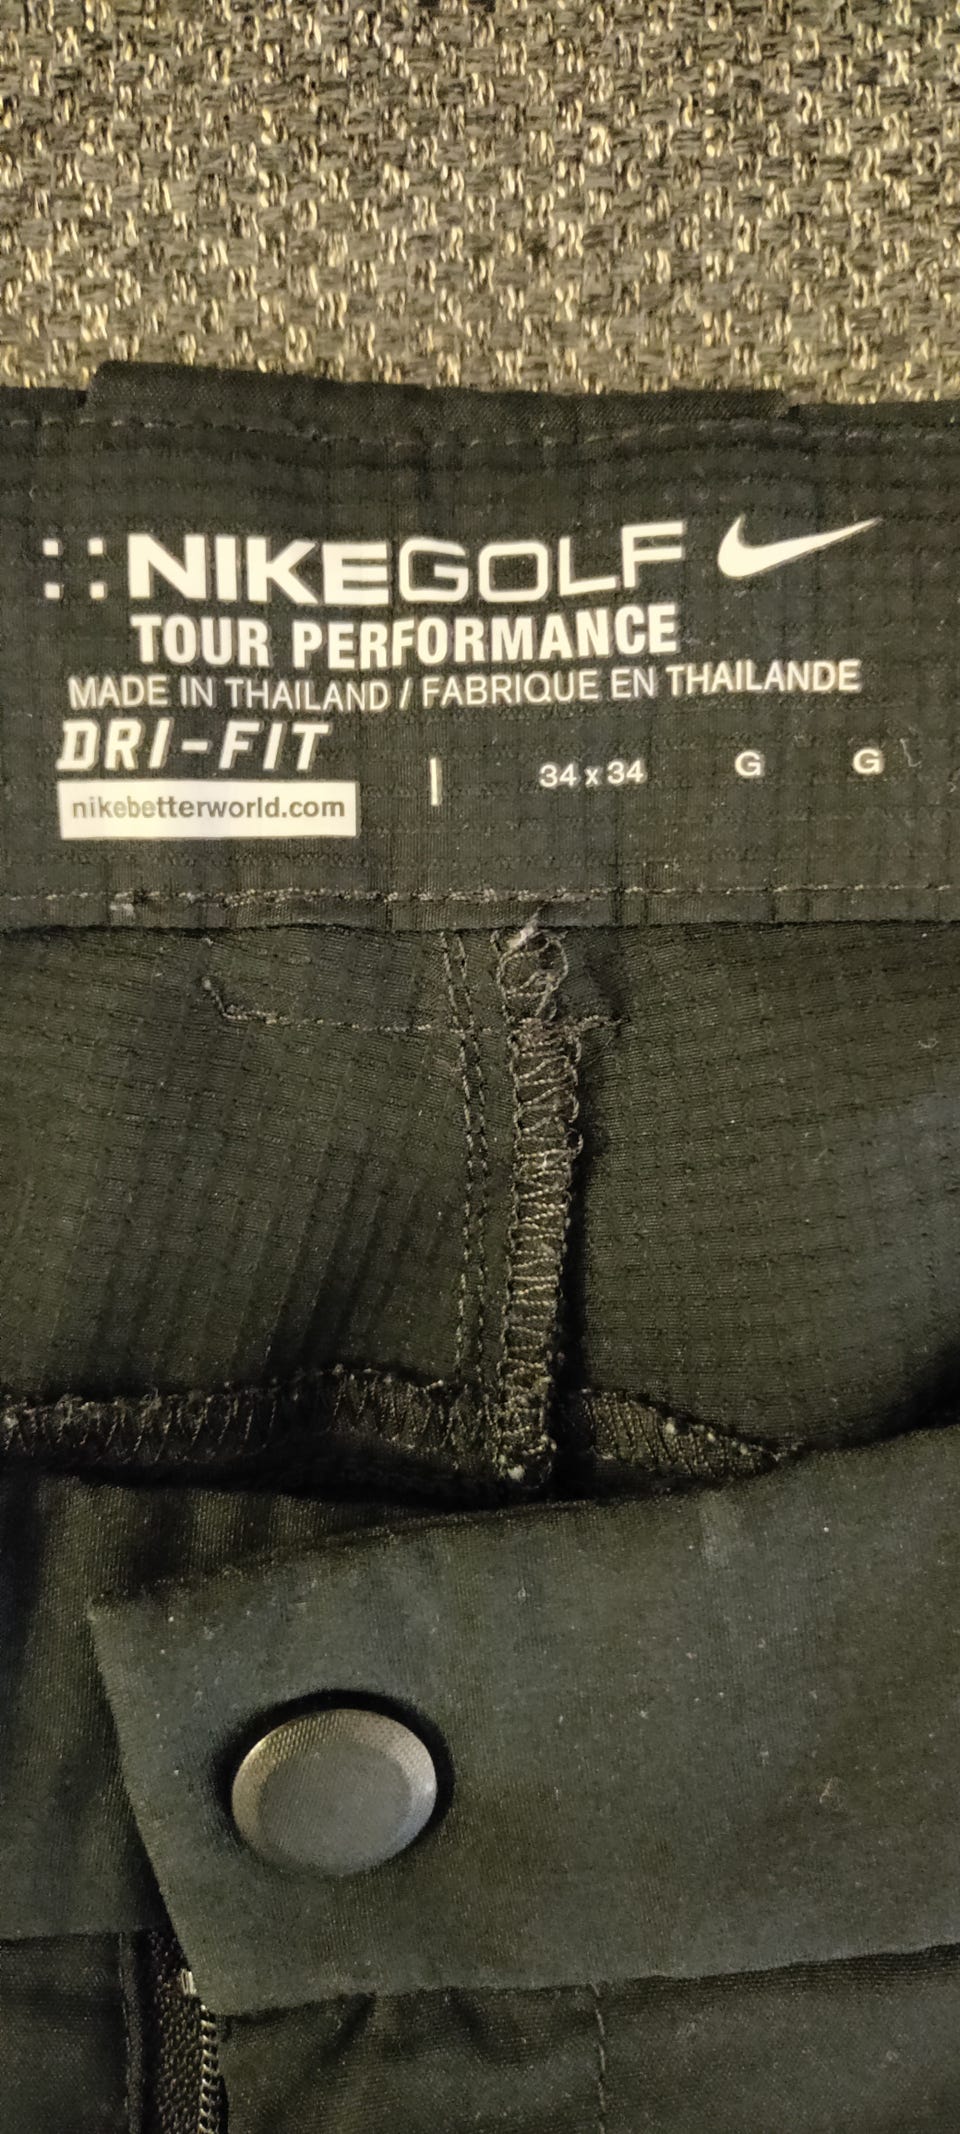 NIKEGOLF
TOUR PERFORMANCE
MADE IN THAILAND / FABRIQUE EN THAILANDE
DRI-FIT
34 x 34 G G
nikebetterworld.com